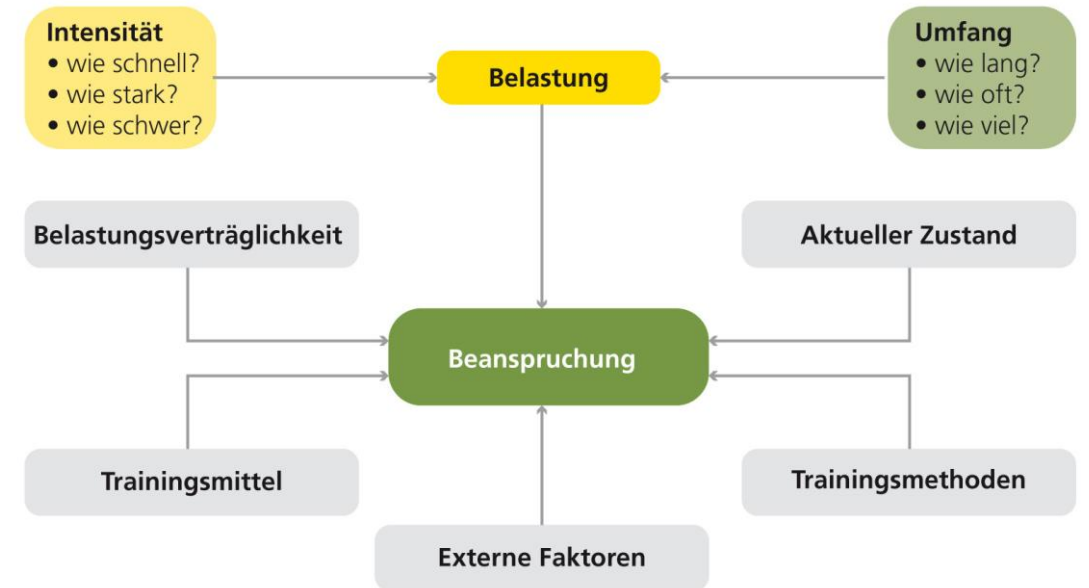 Intensität
• wie schnell?
• wie stark?
• wie schwer?
Belastung
Umfang
• wie lang?
• wie oft?
• wie viel?
Belastungsverträglichkeit
Aktueller Zustand
Beanspruchung
Trainingsmittel
Trainingsmethoden
Externe Faktoren